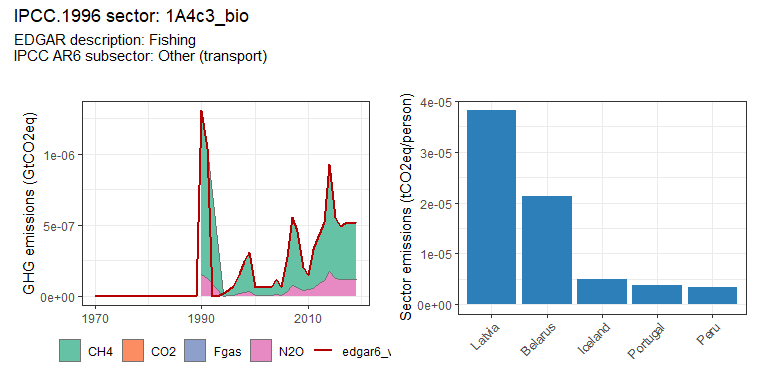 IPCC.1996 sector: 1A4c3_bio
EDGAR description: Fishing
IPCC AR6 subsector: Other (transport)
GHG emissions (GtCO2eq)
1e-06
5e-07
0e+00
1970
1990
2010
CH4
CO2
Fgas
N2O
edgar6_v
Sector emissions (tCO2eq/person)
4e-05
3e-05
2e-05
1e-05
0e+00
Latvia
Belarus
Iceland
Portugal
Peru